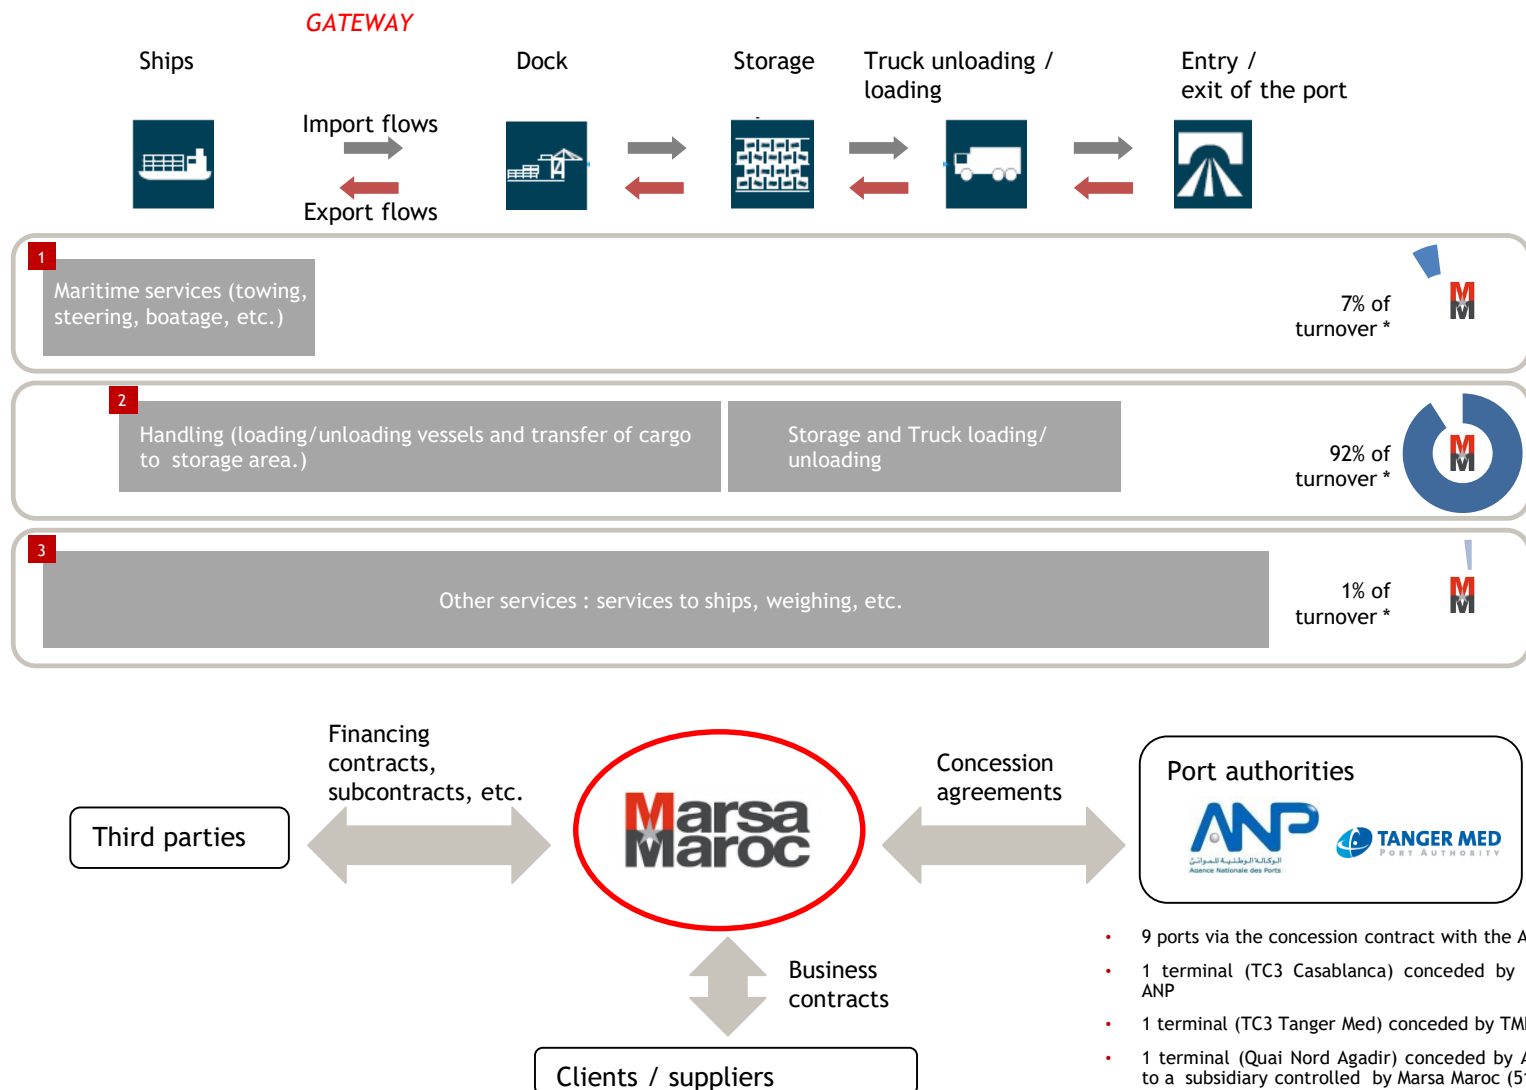 GATEWAY
Ships
Dock
Storage
Truck unloading /
loading
Entry /
exit of the port
Import flows
Export flows
1
Maritime services (towing,
steering, boatage, etc.)
7% of
turnover *
2
Handling (loading/unloading vessels and transfer of cargo
to storage area.)
Storage and Truck loading/
unloading
92% of
turnover *
3
Other services : services to ships, weighing, etc.
1% of
turnover *
Financing
contracts,
subcontracts, etc.
Third parties
Marsa
Maroc
Concession
agreements
Port authorities
ANP
الوكالة الوطنية للموانئ
Agence Nationale des Ports
TANGER MED
PORT AUTHORITY
Business
contracts
Clients / suppliers
• 9 ports via the concession contract with the
• 1 terminal (TC3 Casablanca) conceded by
ANP
• 1 terminal (TC3 Tanger Med) conceded by
• 1 terminal (Quai Nord Agadir) conceded by
to a subsidiary controlled by Marsa Maroc